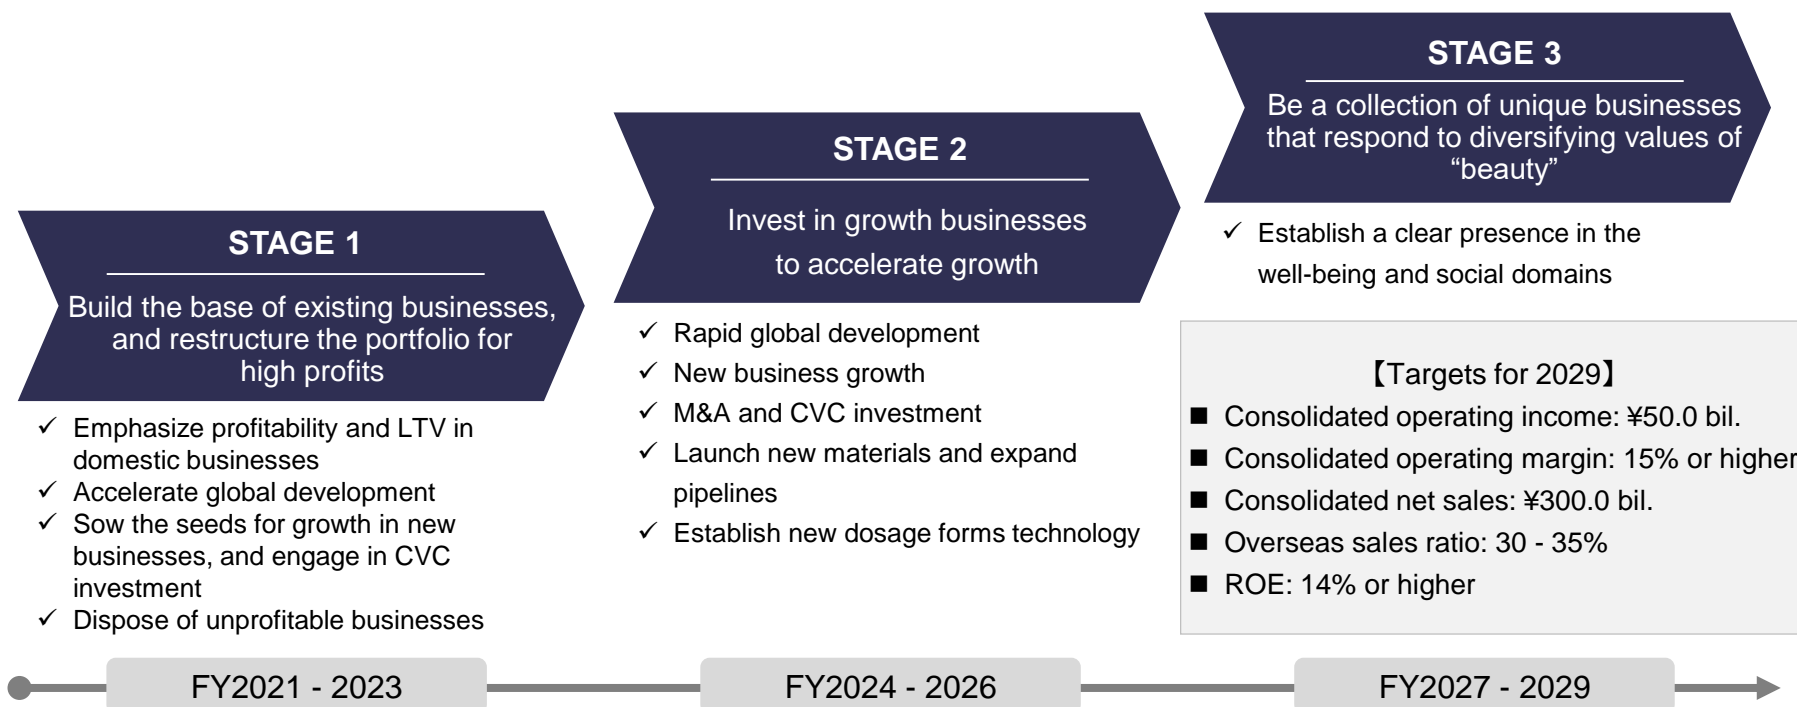 STAGE 1
Build the base of existing businesses,
and restructure the portfolio for
high profits
✓ Emphasize profitability and LTV in
domestic businesses
✓ Accelerate global development
✓ Sow the seeds for growth in new
businesses, and engage in CVC
investment
✓ Dispose of unprofitable businesses
FY2021 - 2023
STAGE 2
Invest in growth businesses
to accelerate growth
✓ Rapid global development
✓ New business growth
✓ M&A and CVC investment
✓ Launch new materials and expand
pipelines
✓ Establish new dosage forms technology
FY2024 - 2026
STAGE 3
Be a collection of unique businesses
that respond to diversifying values of
“beauty”
✓ Establish a clear presence in the
well-being and social domains
【Targets for 2029】
■ Consolidated operating income: ¥50.0 bil.
■ Consolidated operating margin: 15% or higher
■ Consolidated net sales: ¥300.0 bil.
■ Overseas sales ratio: 30 - 35%
■ ROE: 14% or higher
FY2027 - 2029